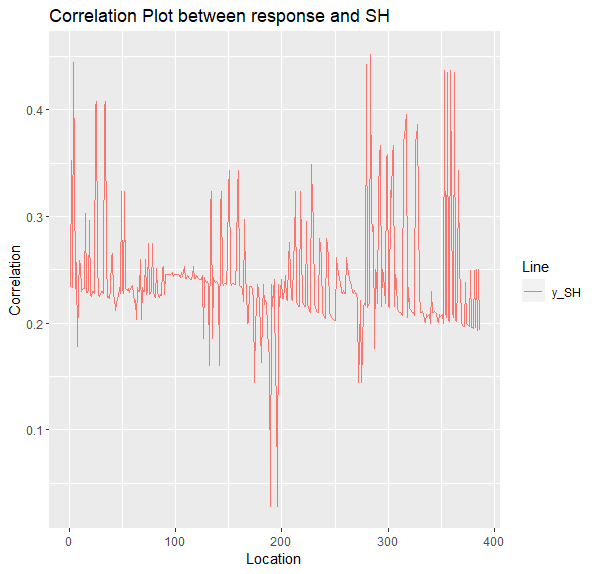 Correlation Plot between response and SH
0.4
0.3
0.2
0.1
Correlation
0 100 200 300 400
Location
Line
y_SH